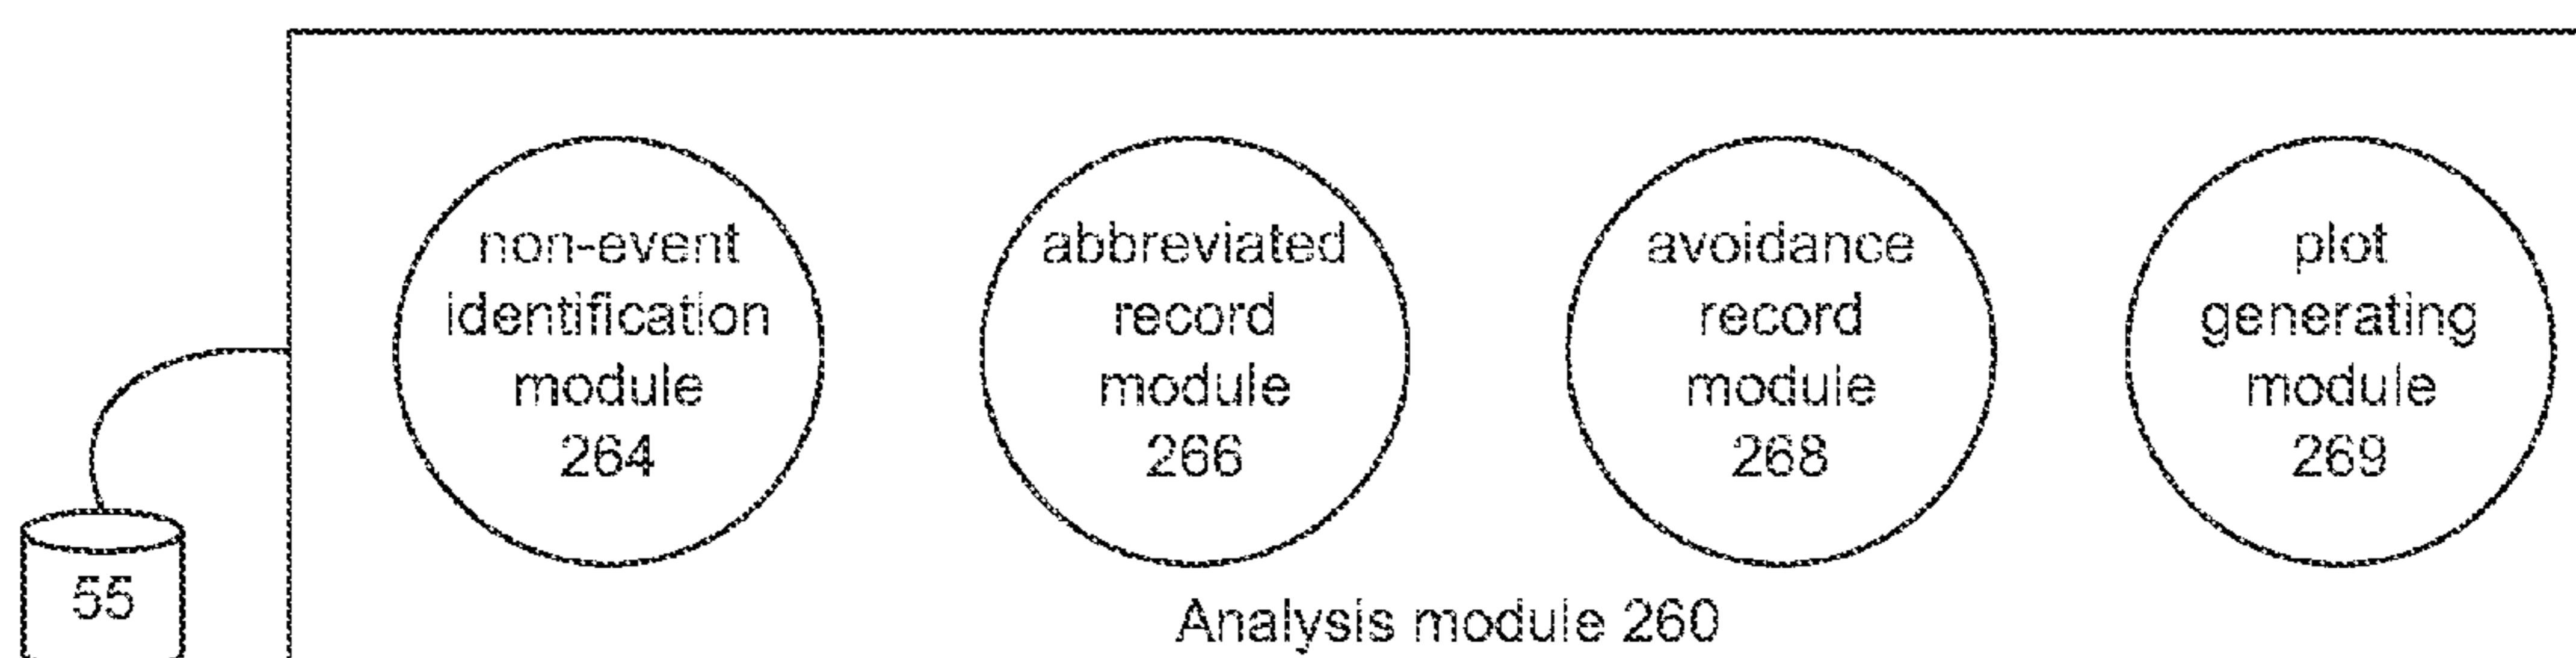 non-event
identification
module
264
abbreviated
record
module
266
avoidance
record
module
268
plot
generating
module
269
55
Analysis module 260